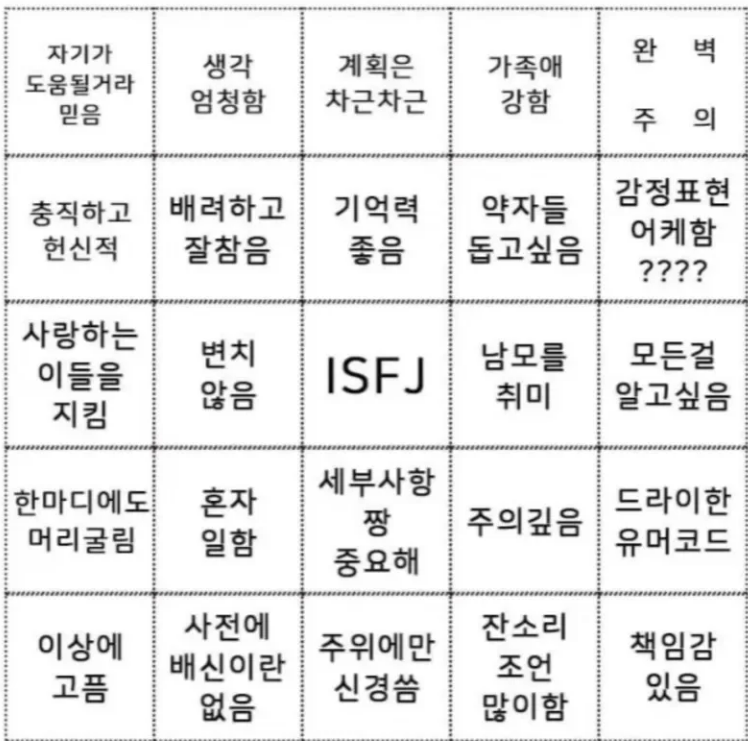 자기가
도움될거라
믿음
생각
엄청함
계획은
차근차근
가족애
강함
완 벽
주 의
충직하고
헌신적
배려하고
잘참음
기억력
좋음
약자들
돕고싶음
감정표현
어케함
????
사랑하는
이들을
지킴
변치
않음
ISFJ
남모를
취미
모든걸
알고싶음
한마디에도
머리굴림
혼자
일함
세부사항
짱
중요해
주의깊음
드라이한
유머코드
이상에
고픔
사전에
배신이란
없음
주위에만
신경씀
잔소리
조언
많이함
책임감
있음